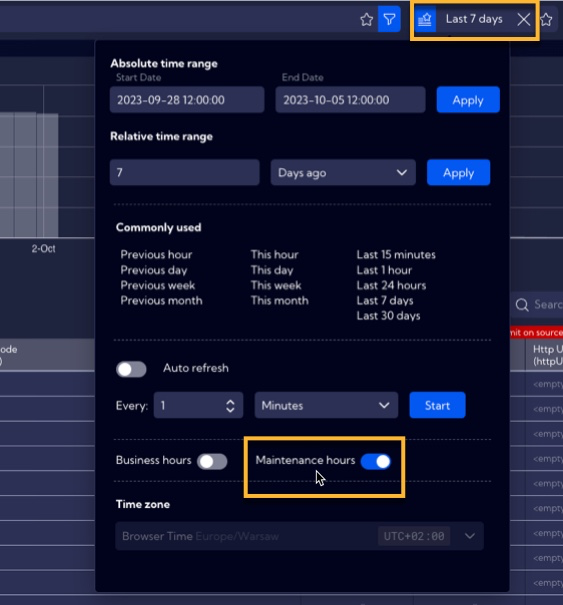 Last 7 days
Absolute time range
Start Date
End Date
2023-09-28 12:00:00
2023-10-05 12:00:00
Apply
Relative time range
7
Days ago
Apply
2-Oct
Commonly used
Previous hour
This hour
Last 15 minutes
Previous day
This day
Last 1 hour
Previous week
This week
Last 24 hours
Previous month
This month
Last 7 days
Last 30 days
Searc
mit on source
ode
)
Http U
(httpU
Auto refresh
<empty
Every:
1
Minutes
Start
<empty
<empty
<empty
Business hours
Maintenance hours
<empty
<empty
Time zone
<empty
Browser Time Europe/Warsaw
UTC+02:00
<empty